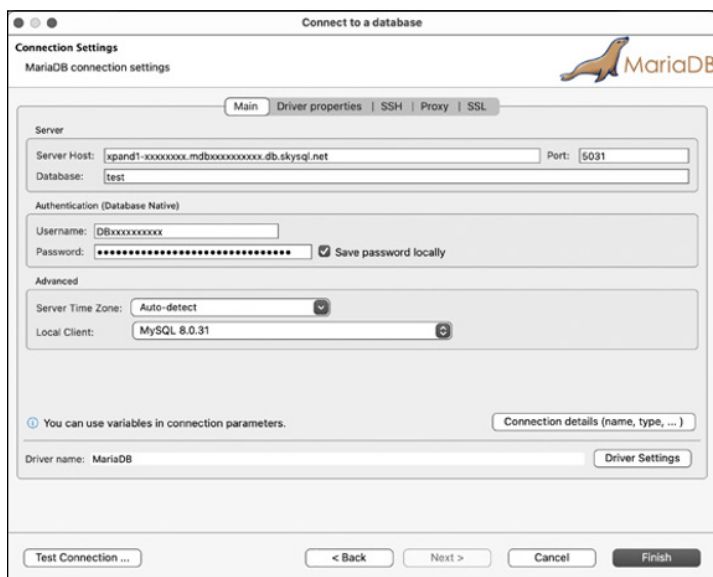 Connect to a database
Connection Settings
MariaDB connection settings
MariaDB
Main | Driver properties | SSH | Proxy | SSL
Server
Server Host: xpand1-xxxxxxxx.mdbxxxxxxxxxx.db.skysql.net Port: 5031
Database: test
Authentication (Database Native)
Username: DBxxxxxxxxxx
Password: •••••••••••••••••••••••••••••••• Save password locally
Advanced
Server Time Zone: Auto-detect
Local Client: MySQL 8.0.31
You can use variables in connection parameters. Connection details (name, type, ... )
Driver name: MariaDB Driver Settings
Test Connection ... < Back Next > Cancel Finish